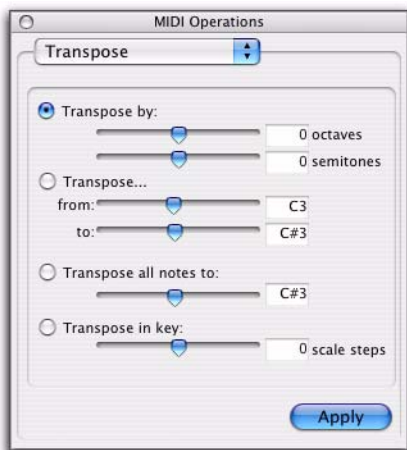 MIDI Operations
Transpose
Transpose by:
0 octaves
0 semitones
Transpose...
from: C3
to: C#3
Transpose all notes to:
C#3
Transpose in key:
0 scale steps
Apply